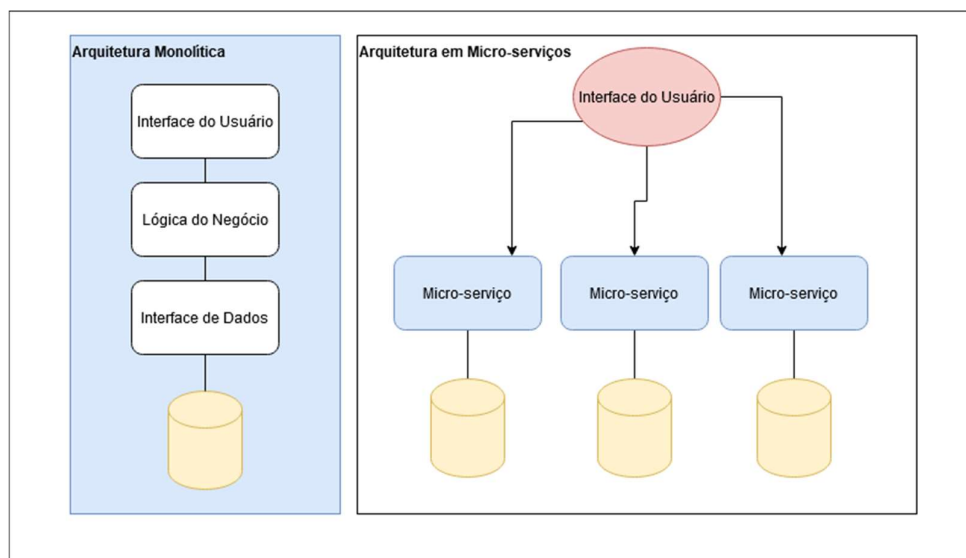 Arquitetura Monolítica
Interface do Usuário
Lógica do Negócio
Interface de Dados
Arquitetura em Micro-serviços
Interface do Usuário
Micro-serviço
Micro-serviço
Micro-serviço